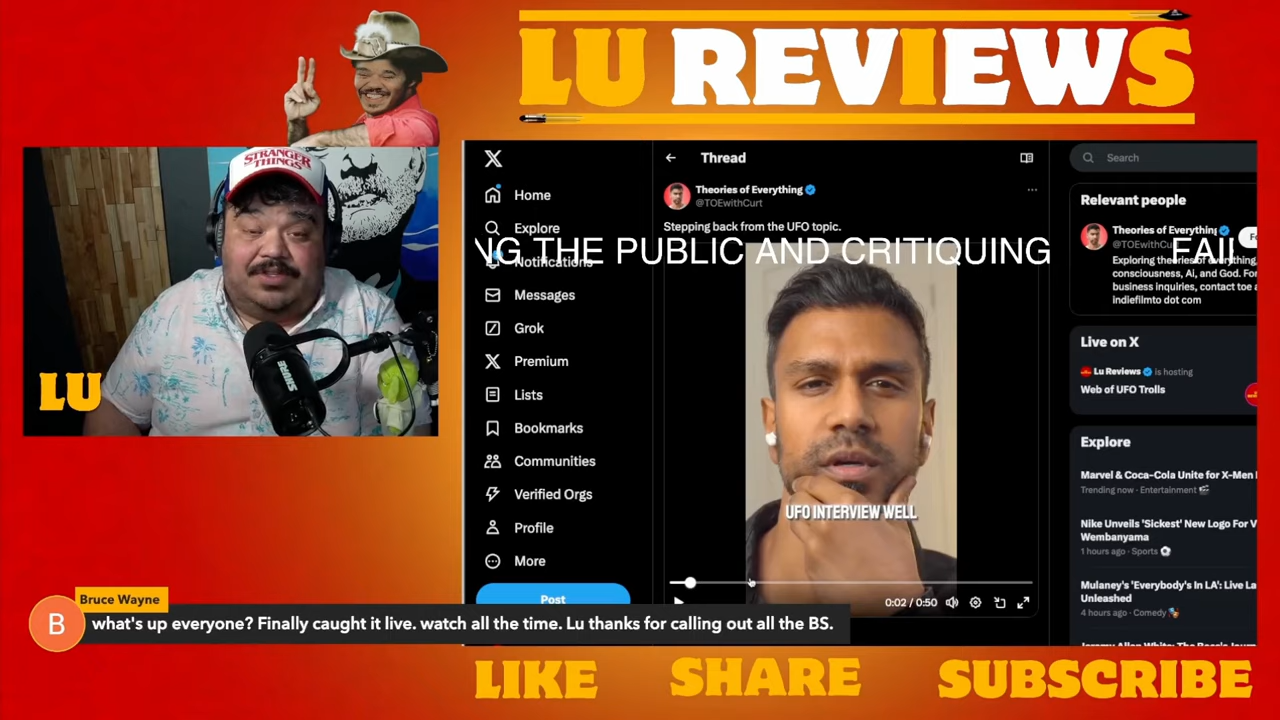 LU REVIEWS
STRANGER
THINGS
LU
Thread
Search
Home
Explore
Notifications
Messages
Grok
Premium
Lists
Bookmarks
Communities
Verified Orgs
Profile
More
Post
Theories of Everything
@TOEwithCurt
Stepping back from the UFO topic.
NG THE PUBLIC AND CRITIQUING FAIL
UFO INTERVIEW WELL
SHURE
0:02 / 0:50
Relevant people
Theories of Everything
@TOEwithCu
Fo
Exploring theories of everything,
consciousness, Ai, and God. For
business inquiries, contact toe a
indiefilmto dot com
Live on X
Lu Reviews is hosting
Web of UFO Trolls
Explore
Marvel & Coca-Cola Unite for X-Men
Trending now · Entertainment
Nike Unveils 'Sickest' New Logo For V
Wembanyama
1 hours ago · Sports
Mulaney's 'Everybody's In LA': Live La
Unleashed
4 hours ago · Comedy
Bruce Wayne
B
what's up everyone? Finally caught it live. watch all the time. Lu thanks for calling out all the BS.
LIKE SHARE SUBSCRIBE